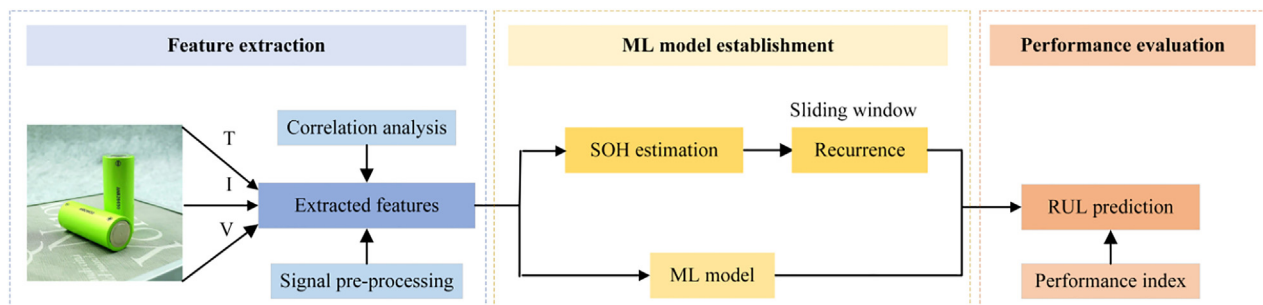 Feature extraction
ML model establishment
Performance evaluation
T
I
V
Correlation analysis
Extracted features
Signal pre-processing
SOH estimation
Sliding window
Recurrence
ML model
RUL prediction
Performance index